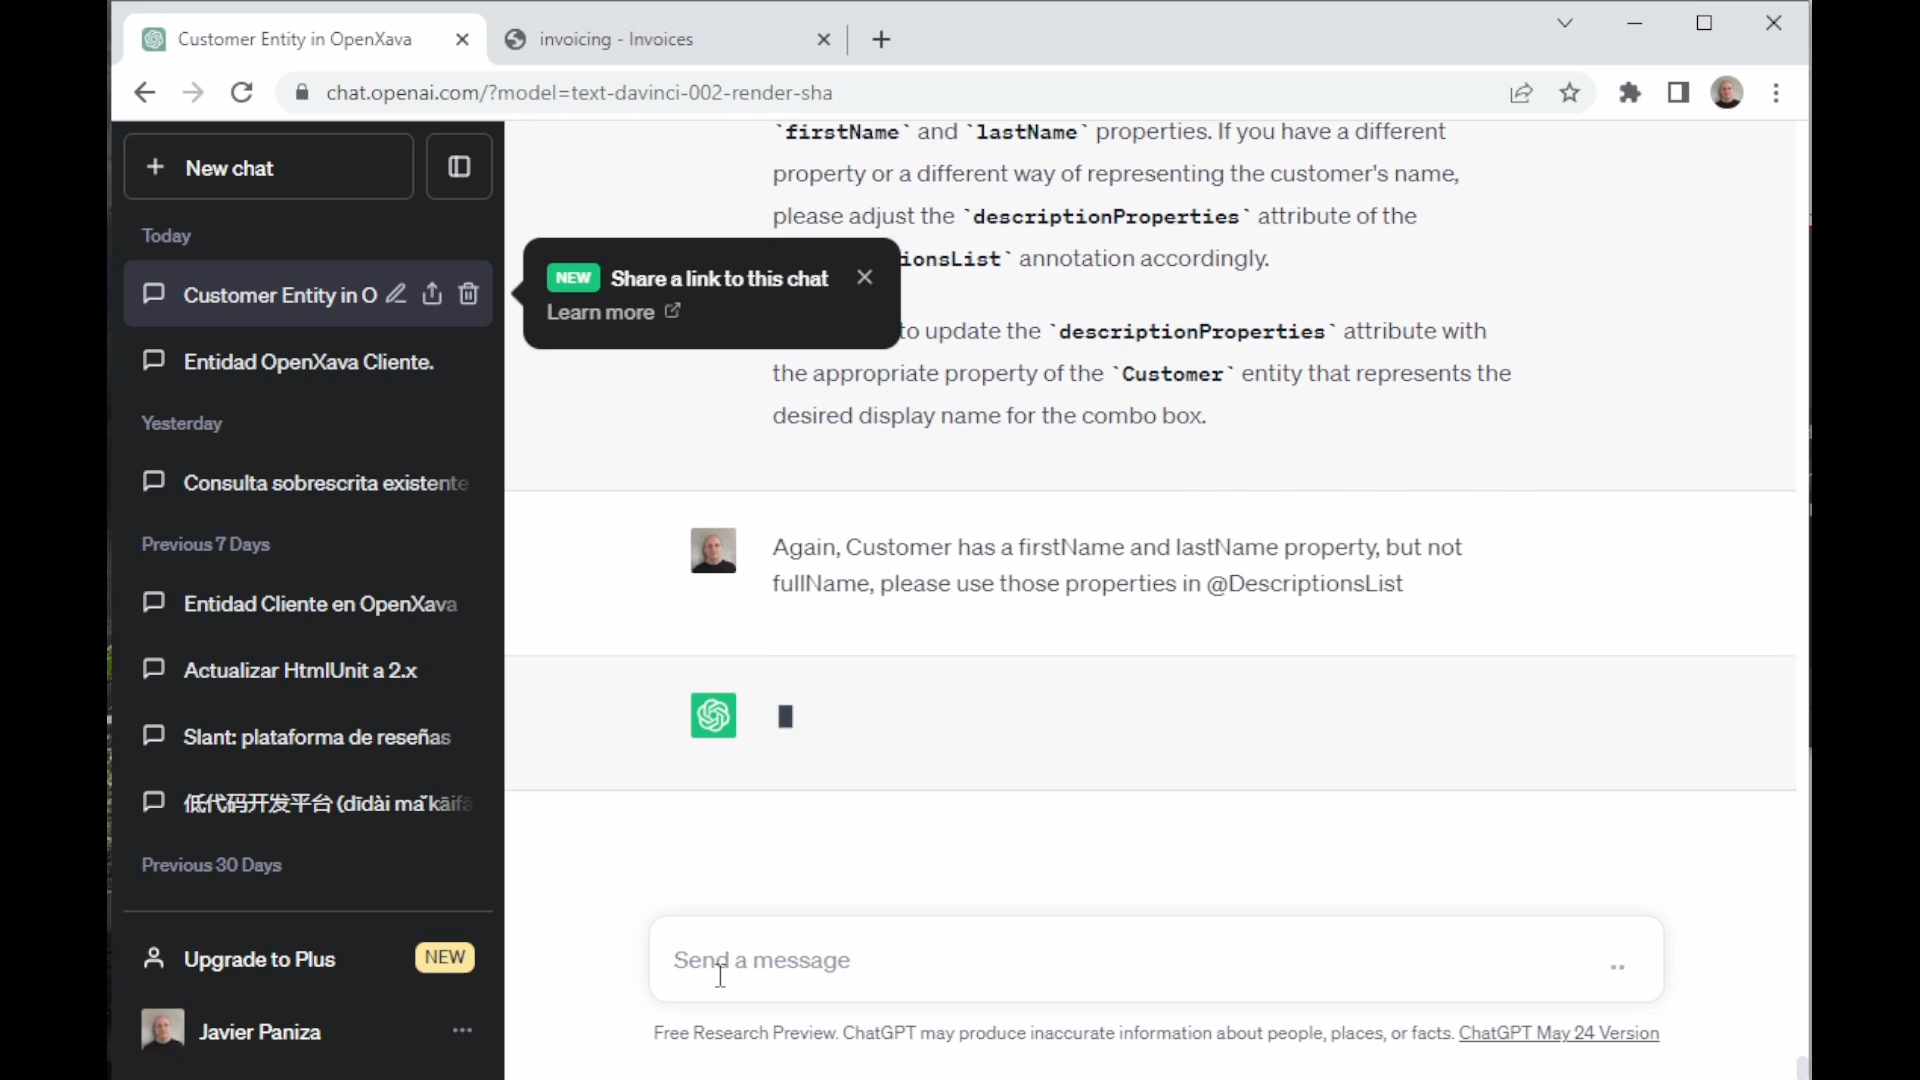 Customer Entity in OpenXava
invoicing - Invoices
chat.openai.com/?model=text-davinci-002-render-sha
New chat
Today
Customer Entity in O
Entidad OpenXava Cliente.
Yesterday
Consulta sobrescrita existente
Previous 7 Days
Entidad Cliente en OpenXava
Actualizar HtmlUnit a 2.x
Slant: plataforma de reseñas
低代码开发平台 (dīdài mǎ kāifā
Previous 30 Days
Upgrade to Plus
NEW
Javier Paniza
NEW Share a link to this chat
Learn more
`firstName` and `lastName` properties. If you have a different
property or a different way of representing the customer's name,
please adjust the `descriptionProperties` attribute of the
ionsList` annotation accordingly.
to update the `descriptionProperties` attribute with
the appropriate property of the `Customer` entity that represents the
desired display name for the combo box.
Again, Customer has a firstName and lastName property, but not
fullName, please use those properties in @DescriptionsList
Send a message
Free Research Preview. ChatGPT may produce inaccurate information about people, places, or facts. ChatGPT May 24 Version